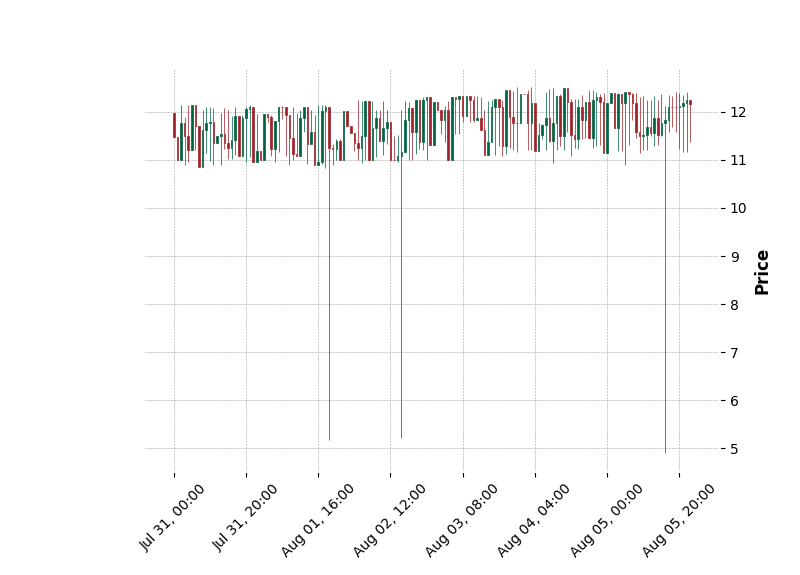 12
11
10
9
8
7
6
5
Price
Jul 31, 00:00
Jul 31, 20:00
Aug 01, 16:00
Aug 02, 12:00
Aug 03, 08:00
Aug 04, 04:00
Aug 05, 00:00
Aug 05, 20:00